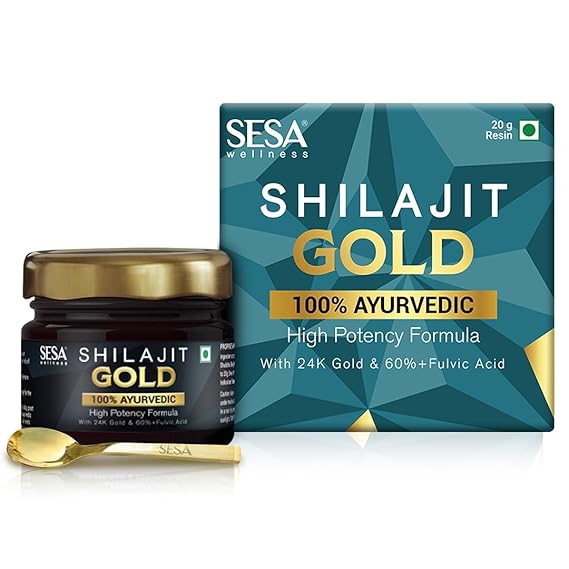 SESA®
wellness
20 g
Resin
SHILAJIT
GOLD
100% AYURVEDIC
High Potency Formula
With 24K Gold & 60%+Fulvic Acid
SESA
wellness
SHILAJIT
GOLD
100% AYURVEDIC
High Potency Formula
With 24K Gold & 60%+Fulvic Acid
SESA